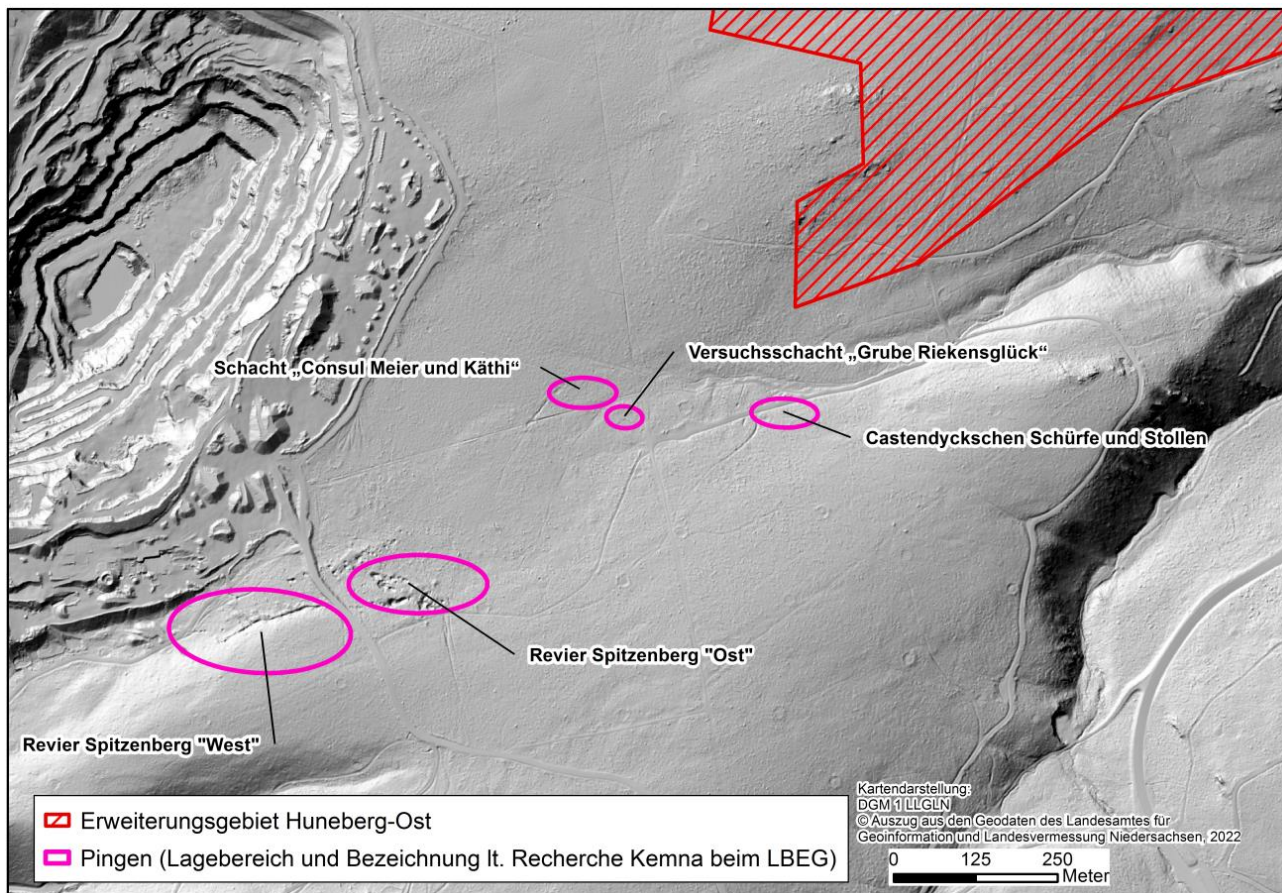 Schacht „Consul Meier und Käthi“
Versuchsschacht „Grube Riekensglück“
Castendyckschen Schürfe und Stollen
Revier Spitzenberg "Ost"
Revier Spitzenberg "West"
Erweiterungsgebiet Huneberg-Ost
Pingen (Lagebereich und Bezeichnung lt. Recherche Kemna beim LBEG)
Kartendarstellung:
DGM 1 LLGLN
© Auszug aus den Geodaten des Landesamtes für
Geoinformation und Landesvermessung Niedersachsen, 2022
0 125 250
Meter